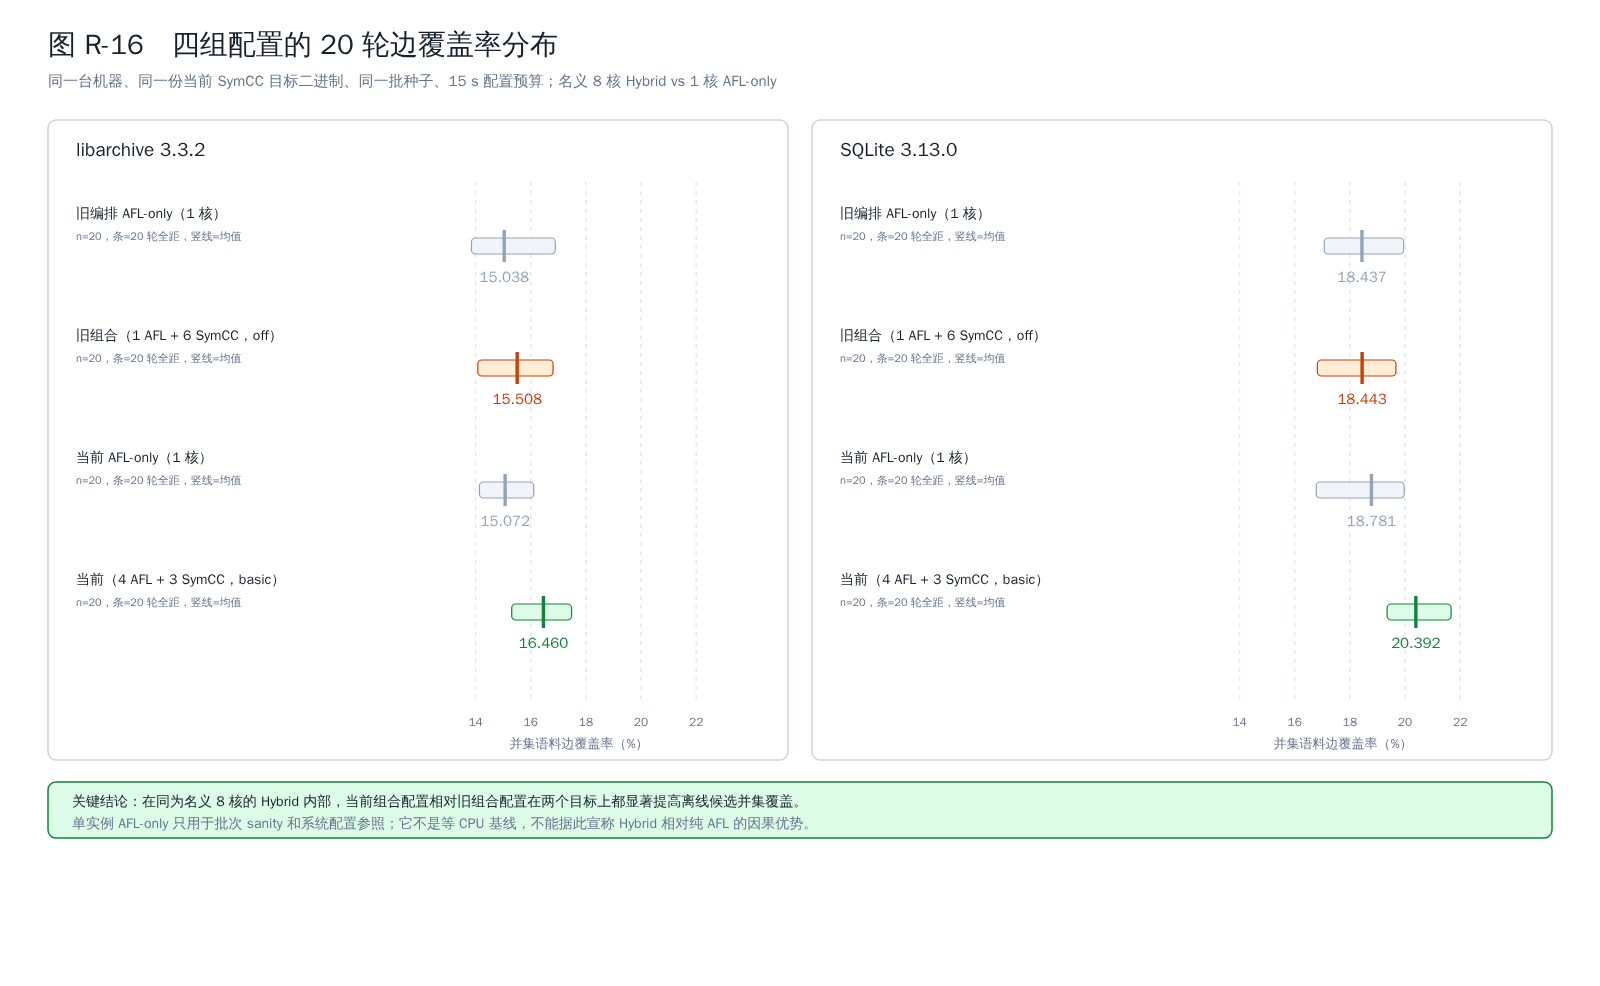 图 R-16　四组配置的 20 轮边覆盖率分布
同一台机器、同一份当前 SymCC 目标二进制、同一批种子、15 s 配置预算；名义 8 核 Hybrid vs 1 核 AFL-only
libarchive 3.3.2
旧编排 AFL-only（1 核）
n=20，条=20 轮全距，竖线=均值
15.038
旧组合（1 AFL + 6 SymCC，off）
n=20，条=20 轮全距，竖线=均值
15.508
当前 AFL-only（1 核）
n=20，条=20 轮全距，竖线=均值
15.072
当前（4 AFL + 3 SymCC，basic）
n=20，条=20 轮全距，竖线=均值
16.460
14 16 18 20 22
并集语料边覆盖率（%）
SQLite 3.13.0
旧编排 AFL-only（1 核）
n=20，条=20 轮全距，竖线=均值
18.437
旧组合（1 AFL + 6 SymCC，off）
n=20，条=20 轮全距，竖线=均值
18.443
当前 AFL-only（1 核）
n=20，条=20 轮全距，竖线=均值
18.781
当前（4 AFL + 3 SymCC，basic）
n=20，条=20 轮全距，竖线=均值
20.392
14 16 18 20 22
并集语料边覆盖率（%）
关键结论：在同为名义 8 核的 Hybrid 内部，当前组合配置相对旧组合配置在两个目标上都显著提高离线候选并集覆盖。
单实例 AFL-only 只用于批次 sanity 和系统配置参照；它不是等 CPU 基线，不能据此宣称 Hybrid 相对纯 AFL 的因果优势。